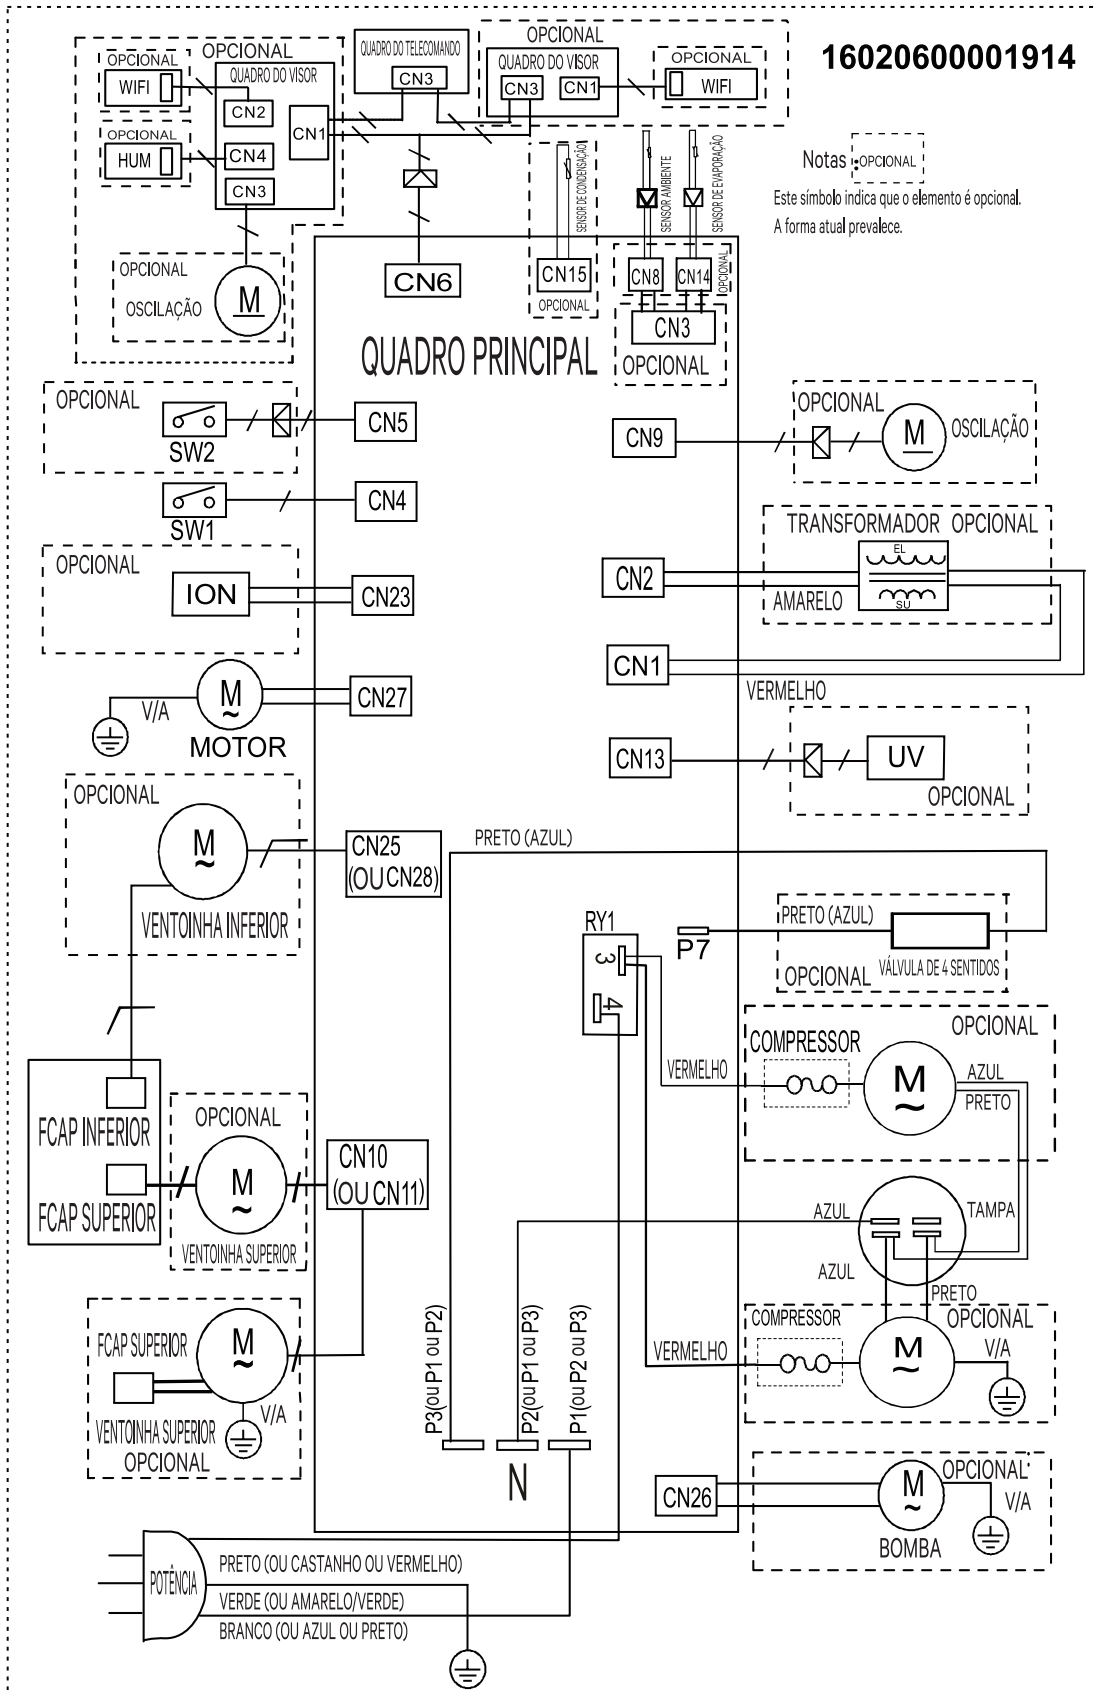 16020600001914
OPCIONAL
WIFI
OPCIONAL
HUM
OPCIONAL
QUADRO DO VISOR
CN2
CN4
CN3
CN1
QUADRO DO TELECOMANDO
CN3
OPCIONAL
QUADRO DO VISOR
CN3
CN1
OPCIONAL
WIFI
Notas :OPCIONAL
Este símbolo indica que o elemento é opcional.
A forma atual prevalece.
OPCIONAL
OSCILAÇÃO
M
CN6
SENSOR DE CONDENSAÇÃO
CN15
OPCIONAL
SENSOR AMBIENTE
SENSOR DE EVAPORAÇÃO
CN8
CN14
OPCIONAL
CN3
OPCIONAL
QUADRO PRINCIPAL
OPCIONAL
SW2
CN5
SW1
CN4
OPCIONAL
ION
CN23
M
~
MOTOR
V/A
CN27
CN9
OPCIONAL
M
OSCILAÇÃO
TRANSFORMADOR OPCIONAL
EL
SU
CN2
AMARELO
CN1
VERMELHO
CN13
UV
OPCIONAL
OPCIONAL
M
~
VENTOINHA INFERIOR
CN25
(OU CN28)
PRETO (AZUL)
RY1
3
4
P7
PRETO (AZUL)
OPCIONAL
VÁLVULA DE 4 SENTIDOS
OPCIONAL
COMPRESSOR
M
~
VERMELHO
AZUL
PRETO
FCAP INFERIOR
FCAP SUPERIOR
OPCIONAL
M
~
VENTOINHA SUPERIOR
CN10
(OU CN11)
AZUL
TAMPA
AZUL
PRETO
FCAP SUPERIOR
M
~
V/A
VENTOINHA SUPERIOR
OPCIONAL
P3(ou P1 ou P2)
P2(ou P1 ou P3)
P1(ou P2 ou P3)
N
VERMELHO
COMPRESSOR
OPCIONAL
M
~
V/A
CN26
OPCIONAL
M
~
V/A
BOMBA
POTÊNCIA
PRETO (OU CASTANHO OU VERMELHO)
VERDE (OU AMARELO/VERDE)
BRANCO (OU AZUL OU PRETO)